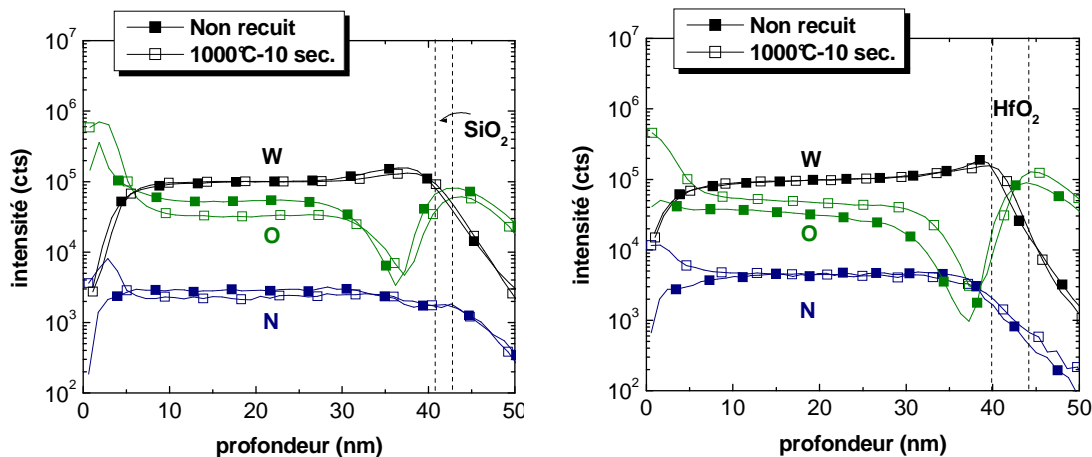 Non recuit
1000°C-10 sec.
10^7
10^6
10^5
10^4
10^3
10^2
intensité (cts)
W
O
N
SiO₂
0 10 20 30 40 50
profondeur (nm)
Non recuit
1000°C-10 sec.
10^7
10^6
10^5
10^4
10^3
10^2
intensité (cts)
W
O
N
HfO₂
0 10 20 30 40 50
profondeur (nm)